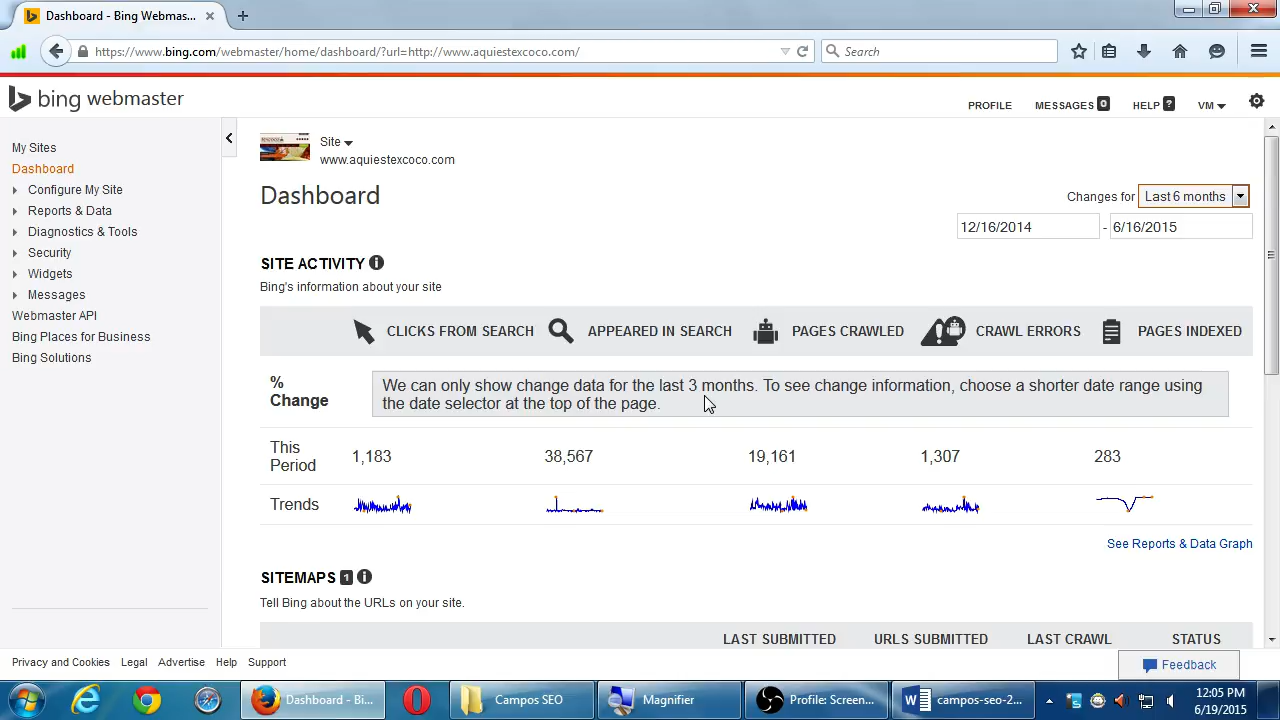 Dashboard - Bing Webmas...
https://www.bing.com/webmaster/home/dashboard/?url=http://www.aquiestexcoco.com/
Search
bing webmaster
PROFILE MESSAGES 0 HELP ? VM
My Sites
Dashboard
Configure My Site
Reports & Data
Diagnostics & Tools
Security
Widgets
Messages
Webmaster API
Bing Places for Business
Bing Solutions
Site
www.aquiestexcoco.com
Dashboard
Changes for Last 6 months
12/16/2014 - 6/16/2015
SITE ACTIVITY
Bing's information about your site
CLICKS FROM SEARCH APPEARED IN SEARCH PAGES CRAWLED CRAWL ERRORS PAGES INDEXED
% Change
We can only show change data for the last 3 months. To see change information, choose a shorter date range using
the date selector at the top of the page.
This Period 1,183 38,567 19,161 1,307 283
Trends
See Reports & Data Graph
SITEMAPS 1
Tell Bing about the URLs on your site.
LAST SUBMITTED URLS SUBMITTED LAST CRAWL STATUS
Privacy and Cookies Legal Advertise Help Support
Feedback
Dashboard - Bi... Campos SEO Magnifier Profile: Screen... campos-seo-2...
12:05 PM
6/19/2015